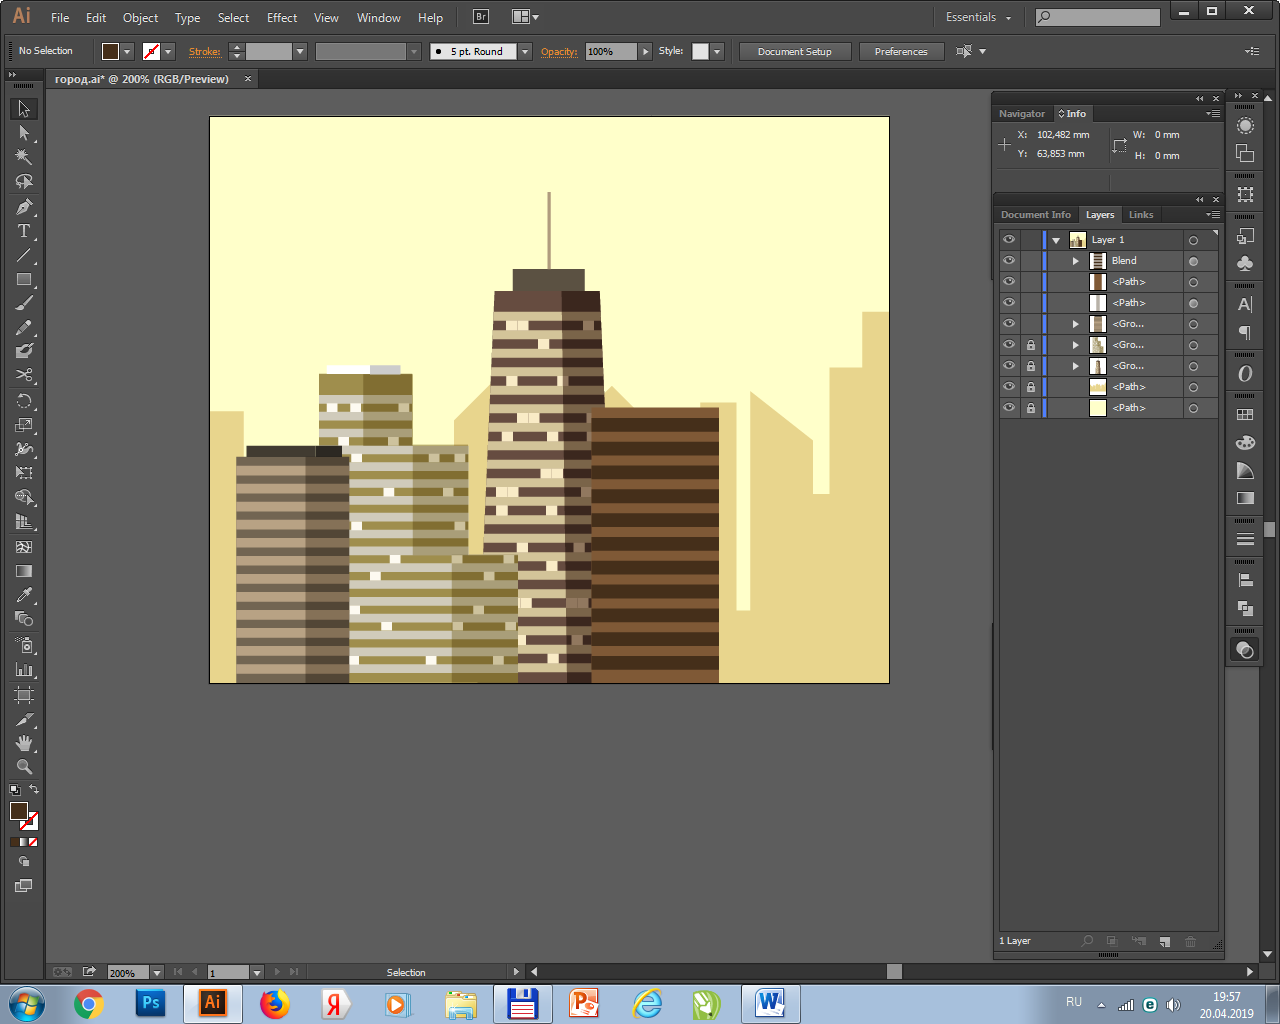 Ai File Edit Object Type Select Effect View Window Help Br Essentials
No Selection Stroke: 5 pt. Round Opacity: 100% Style: Document Setup Preferences
город.ai* @ 200% (RGB/Preview)
Navigator Info
X: 102,482 mm W: 0 mm
Y: 63,853 mm H: 0 mm
Document Info Layers Links
Layer 1
Blend
<Path>
<Path>
<Gro...
<Gro...
<Gro...
<Path>
<Path>
1 Layer
200% 1 Selection
Ps Ai Я P W
RU 19:57
20.04.2019